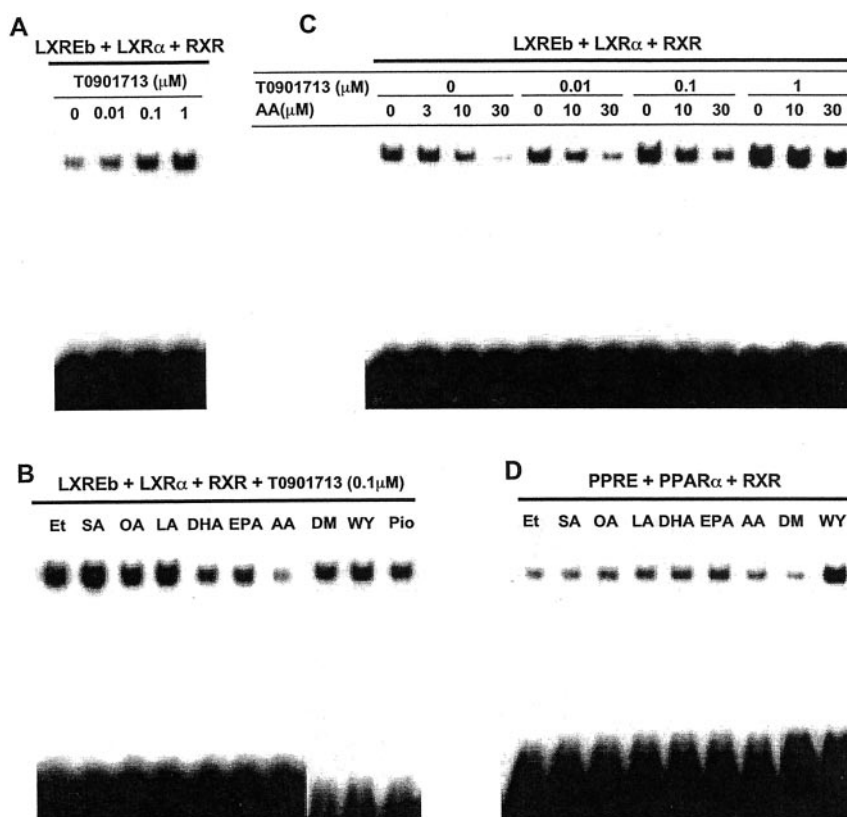 A
LXREb + LXRα + RXR
T0901713 (μM)
0 0.01 0.1 1
C
LXREb + LXRα + RXR
T0901713 (μM) 0 0.01 0.1 1
AA(μM) 0 3 10 30 0 10 30 0 10 30 0 10 30
B
LXREb + LXRα + RXR + T0901713 (0.1μM)
Et SA OA LA DHA EPA AA DM WY Pio
D
PPRE + PPARα + RXR
Et SA OA LA DHA EPA AA DM WY